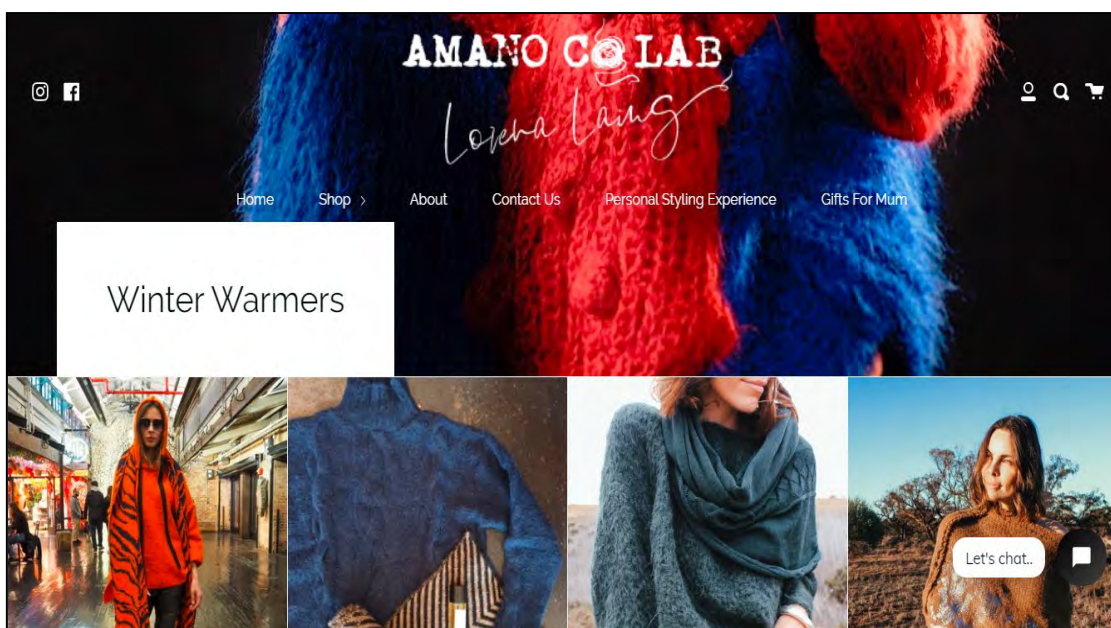 AMANO CO LAB
Lorena Laing
Home Shop About Contact Us Personal Styling Experience Gifts For Mum
Winter Warmers
Let's chat..